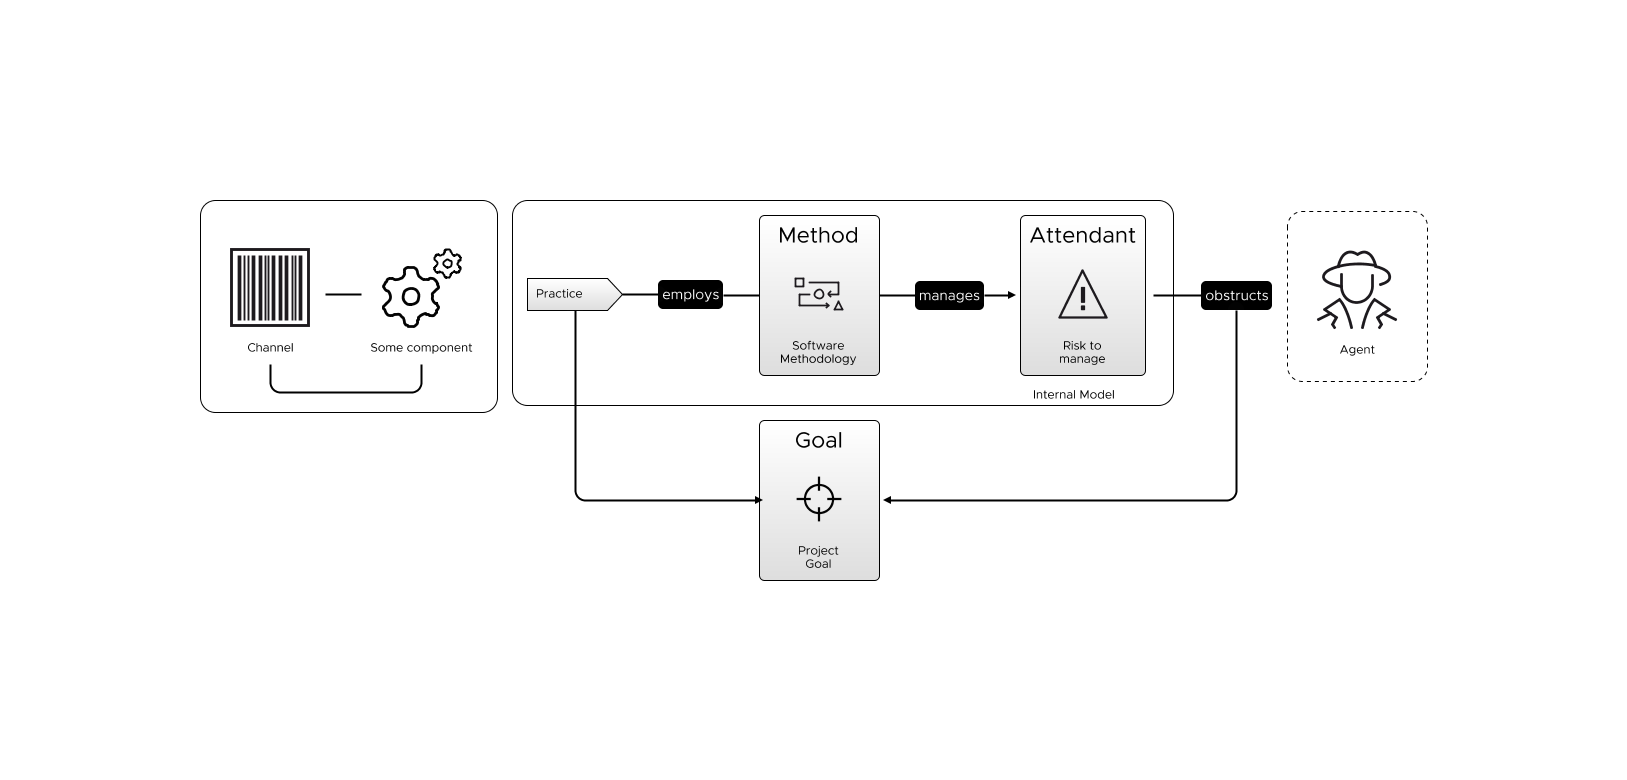 Channel
Some component
Practice
employs
Method
Software
Methodology
manages
Attendant
Risk to
manage
Internal Model
obstructs
Agent
Goal
Project
Goal